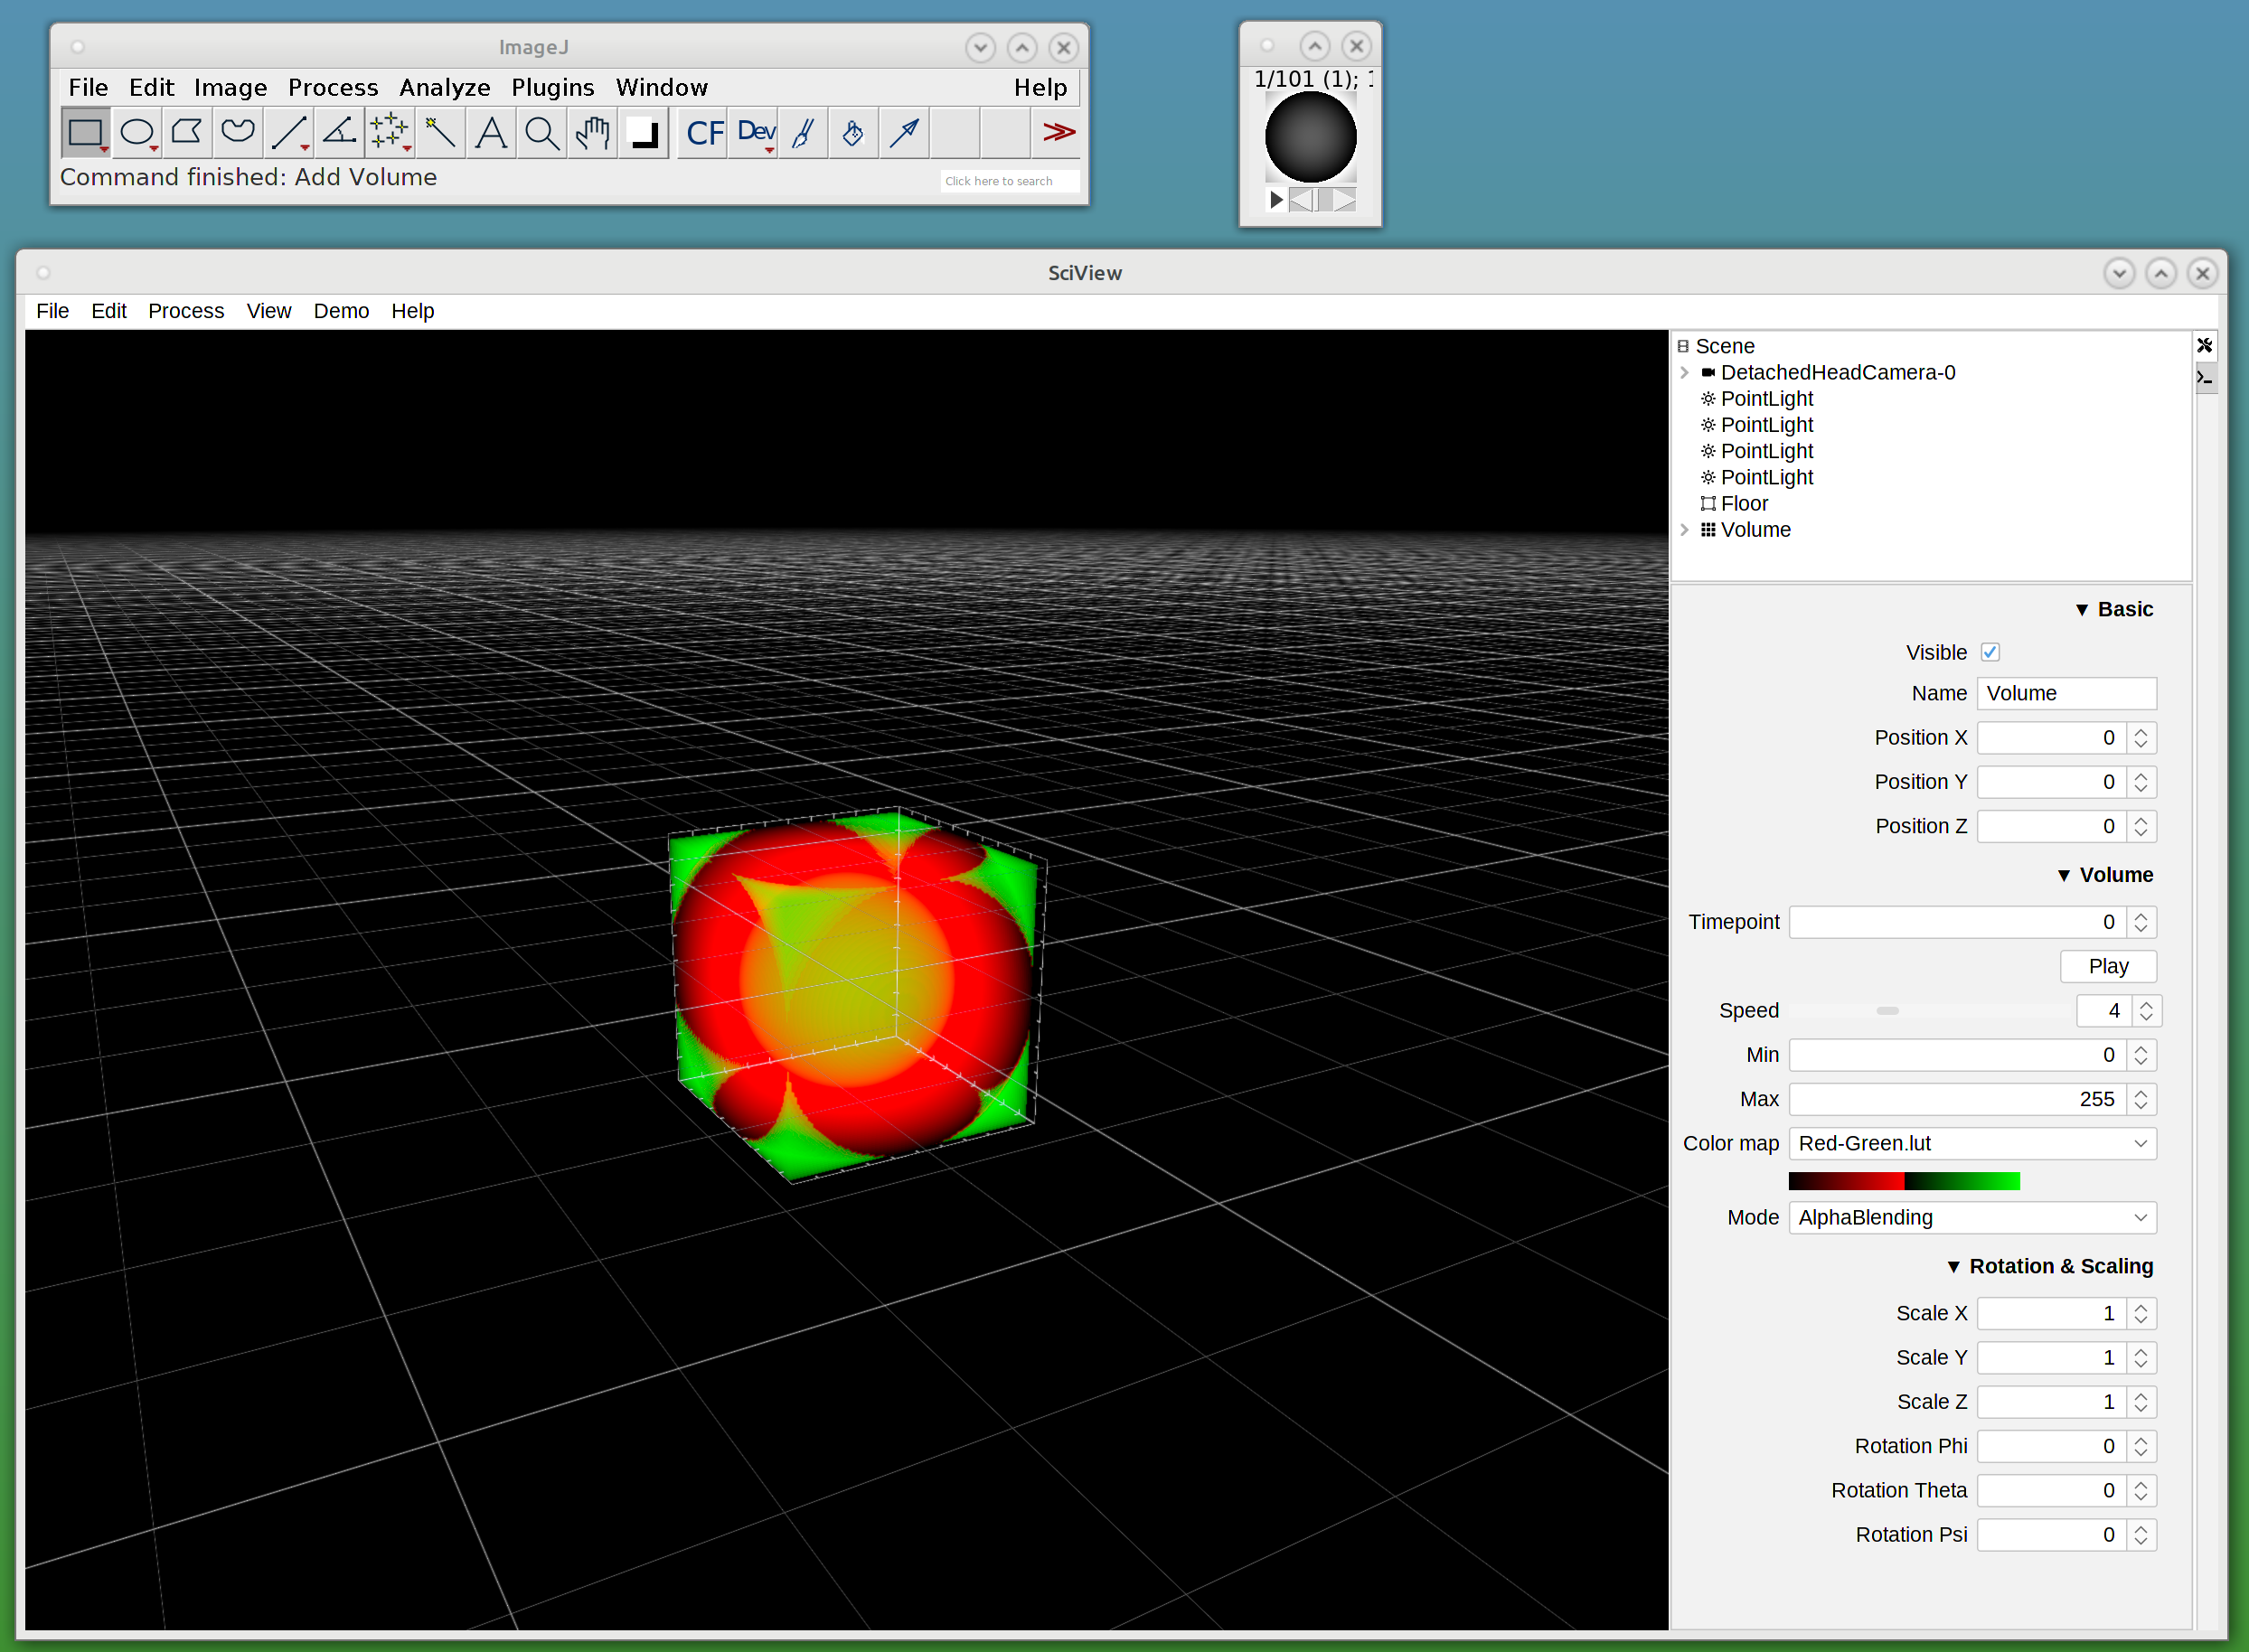 ImageJ
File Edit Image Process Analyze Plugins Window Help
CF Dev
Command finished: Add Volume
Click here to search
1/101 (1);
SciView
File Edit Process View Demo Help
Scene
DetachedHeadCamera-0
PointLight
PointLight
PointLight
PointLight
Floor
Volume
Basic
Visible
Name Volume
Position X 0
Position Y 0
Position Z 0
Volume
Timepoint 0
Play
Speed 4
Min 0
Max 255
Color map Red-Green.lut
Mode AlphaBlending
Rotation & Scaling
Scale X 1
Scale Y 1
Scale Z 1
Rotation Phi 0
Rotation Theta 0
Rotation Psi 0